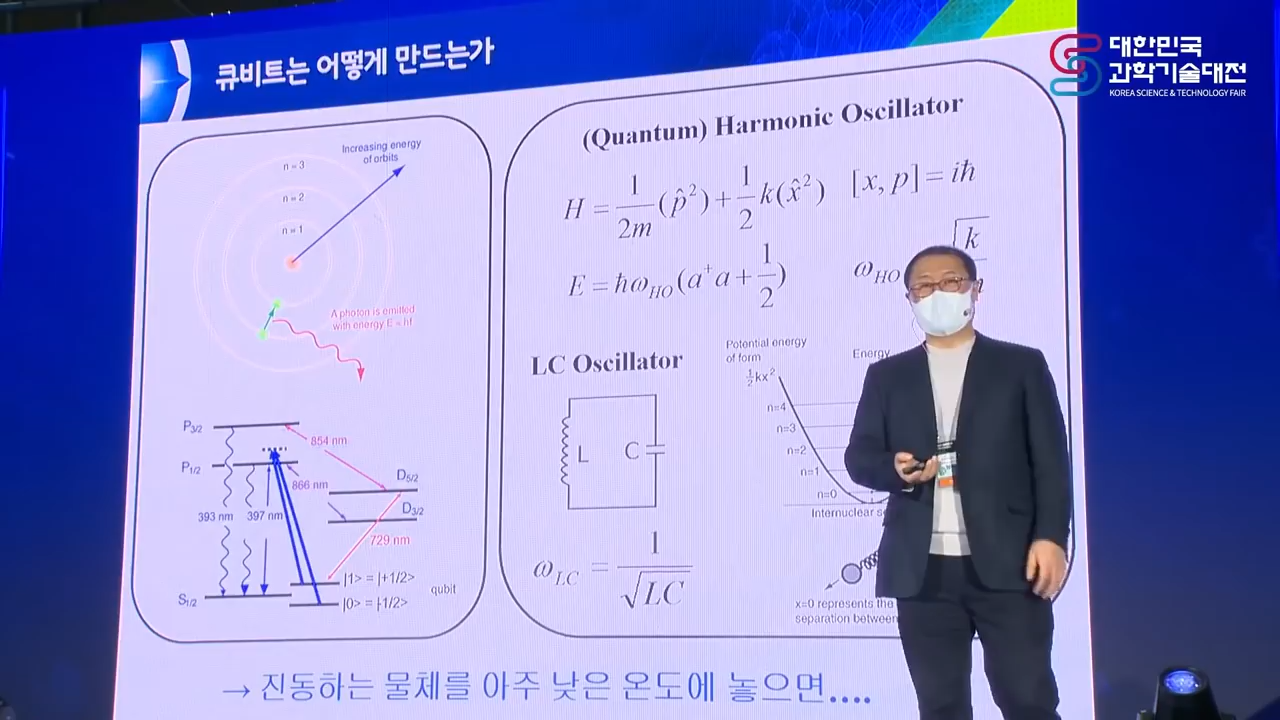 큐비트는 어떻게 만드는가
대한민국
과학기술대전
KOREA SCIENCE & TECHNOLOGY FAIR
Increasing energy
of orbits
n = 3
n = 2
n = 1
A photon is emitted
with energy E = hf
P3/2
854 nm
P1/2
866 nm
D5/2
D3/2
393 nm
397 nm
729 nm
|1> = |+1/2>
qubit
S1/2
|0> = |-1/2>
(Quantum) Harmonic Oscillator
H = 1/2m (p̂²) + 1/2 k(x̂²) [x, p] = iħ
E = ħω_HO (a⁺a + 1/2)
ω_HO
√k
LC Oscillator
L
C
ω_LC = 1/√LC
Potential energy
of form
½kx²
Energy
n=4
n=3
n=2
n=1
n=0
Internuclear
x=0 represents the
separation between
→ 진동하는 물체를 아주 낮은 온도에 놓으면....